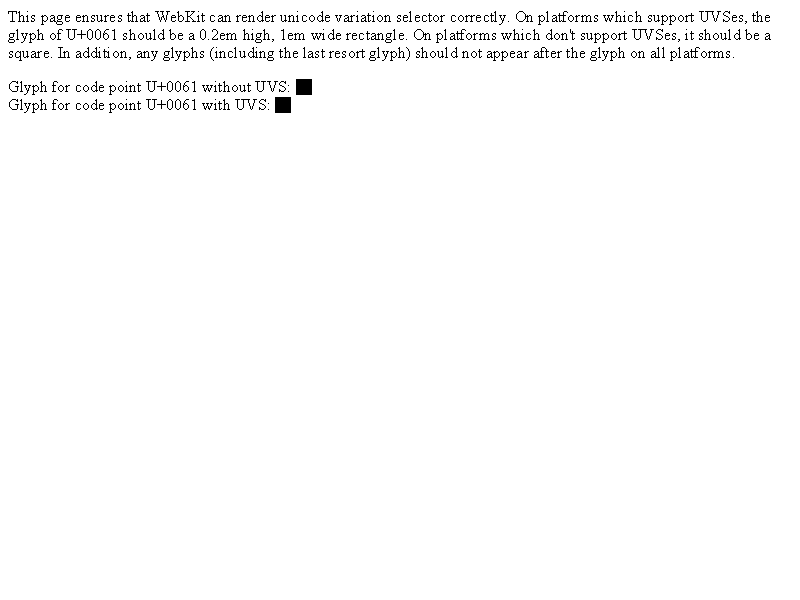 This page ensures that WebKit can render unicode variation selector correctly. On platforms which support UVSes, the
glyph of U+0061 should be a 0.2em high, 1em wide rectangle. On platforms which don't support UVSes, it should be a
square. In addition, any glyphs (including the last resort glyph) should not appear after the glyph on all platforms.
Glyph for code point U+0061 without UVS:
Glyph for code point U+0061 with UVS: